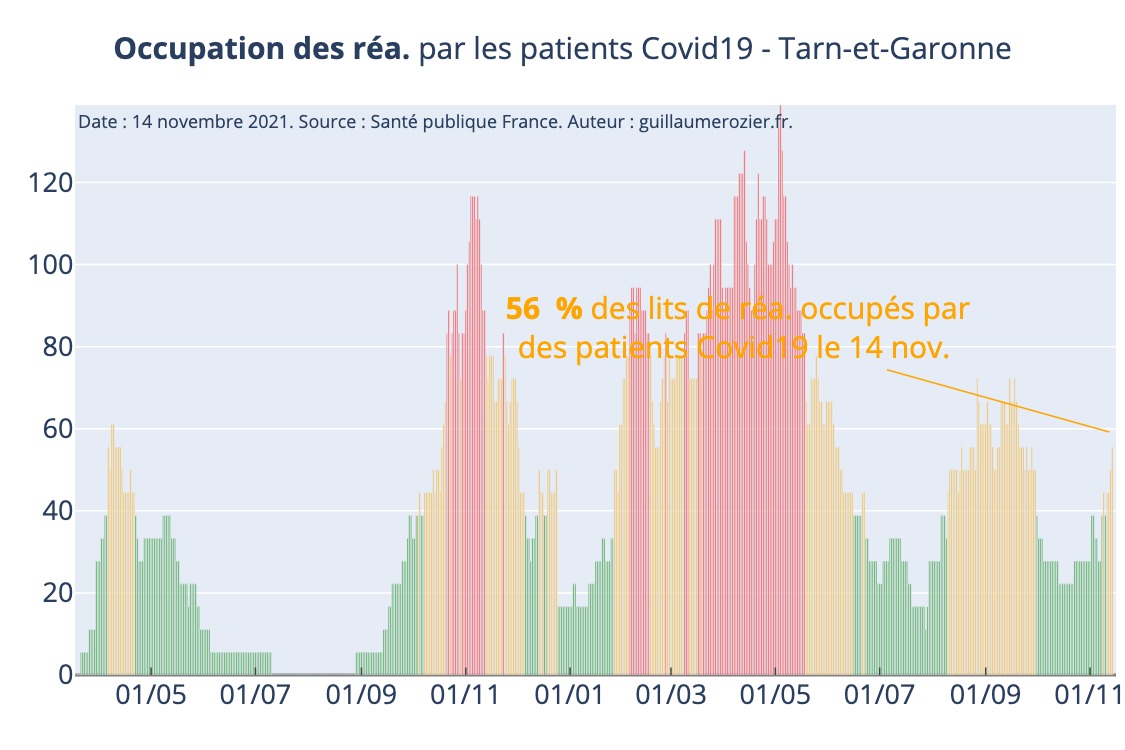 Occupation des réa. par les patients Covid19 - Tarn-et-Garonne
Date : 14 novembre 2021. Source : Santé publique France. Auteur : guillaumerozier.fr.
120
100
56  % des lits de réa. occupés par
80
des patients Covid19 le 14 nov.
60
40
20
0
01/05 01/07 01/09 01/11 01/01 01/03 01/05 01/07 01/09 01/11